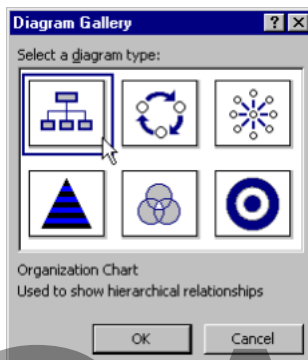 Diagram Gallery
Select a diagram type:
Organization Chart
Used to show hierarchical relationships
OK
Cancel